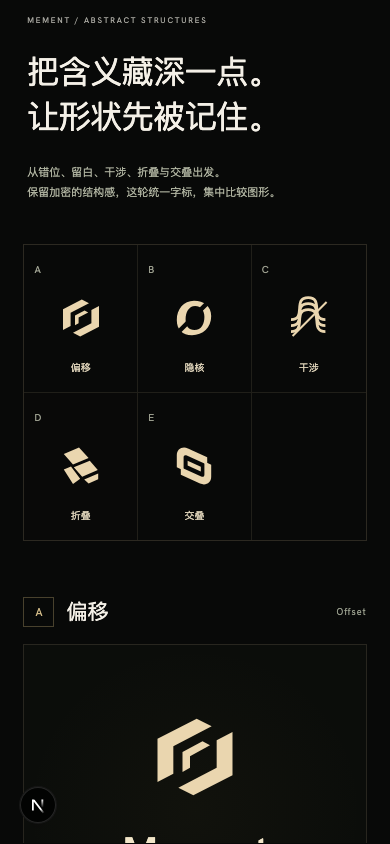 MEMENT / ABSTRACT STRUCTURES
把含义藏深一点。
让形状先被记住。
从错位、留白、干涉、折叠与交叠出发。
保留加密的结构感，这轮统一字标，集中比较图形。
A
B
C
偏移
隐核
干涉
D
E
折叠
交叠
A
偏移
Offset
N